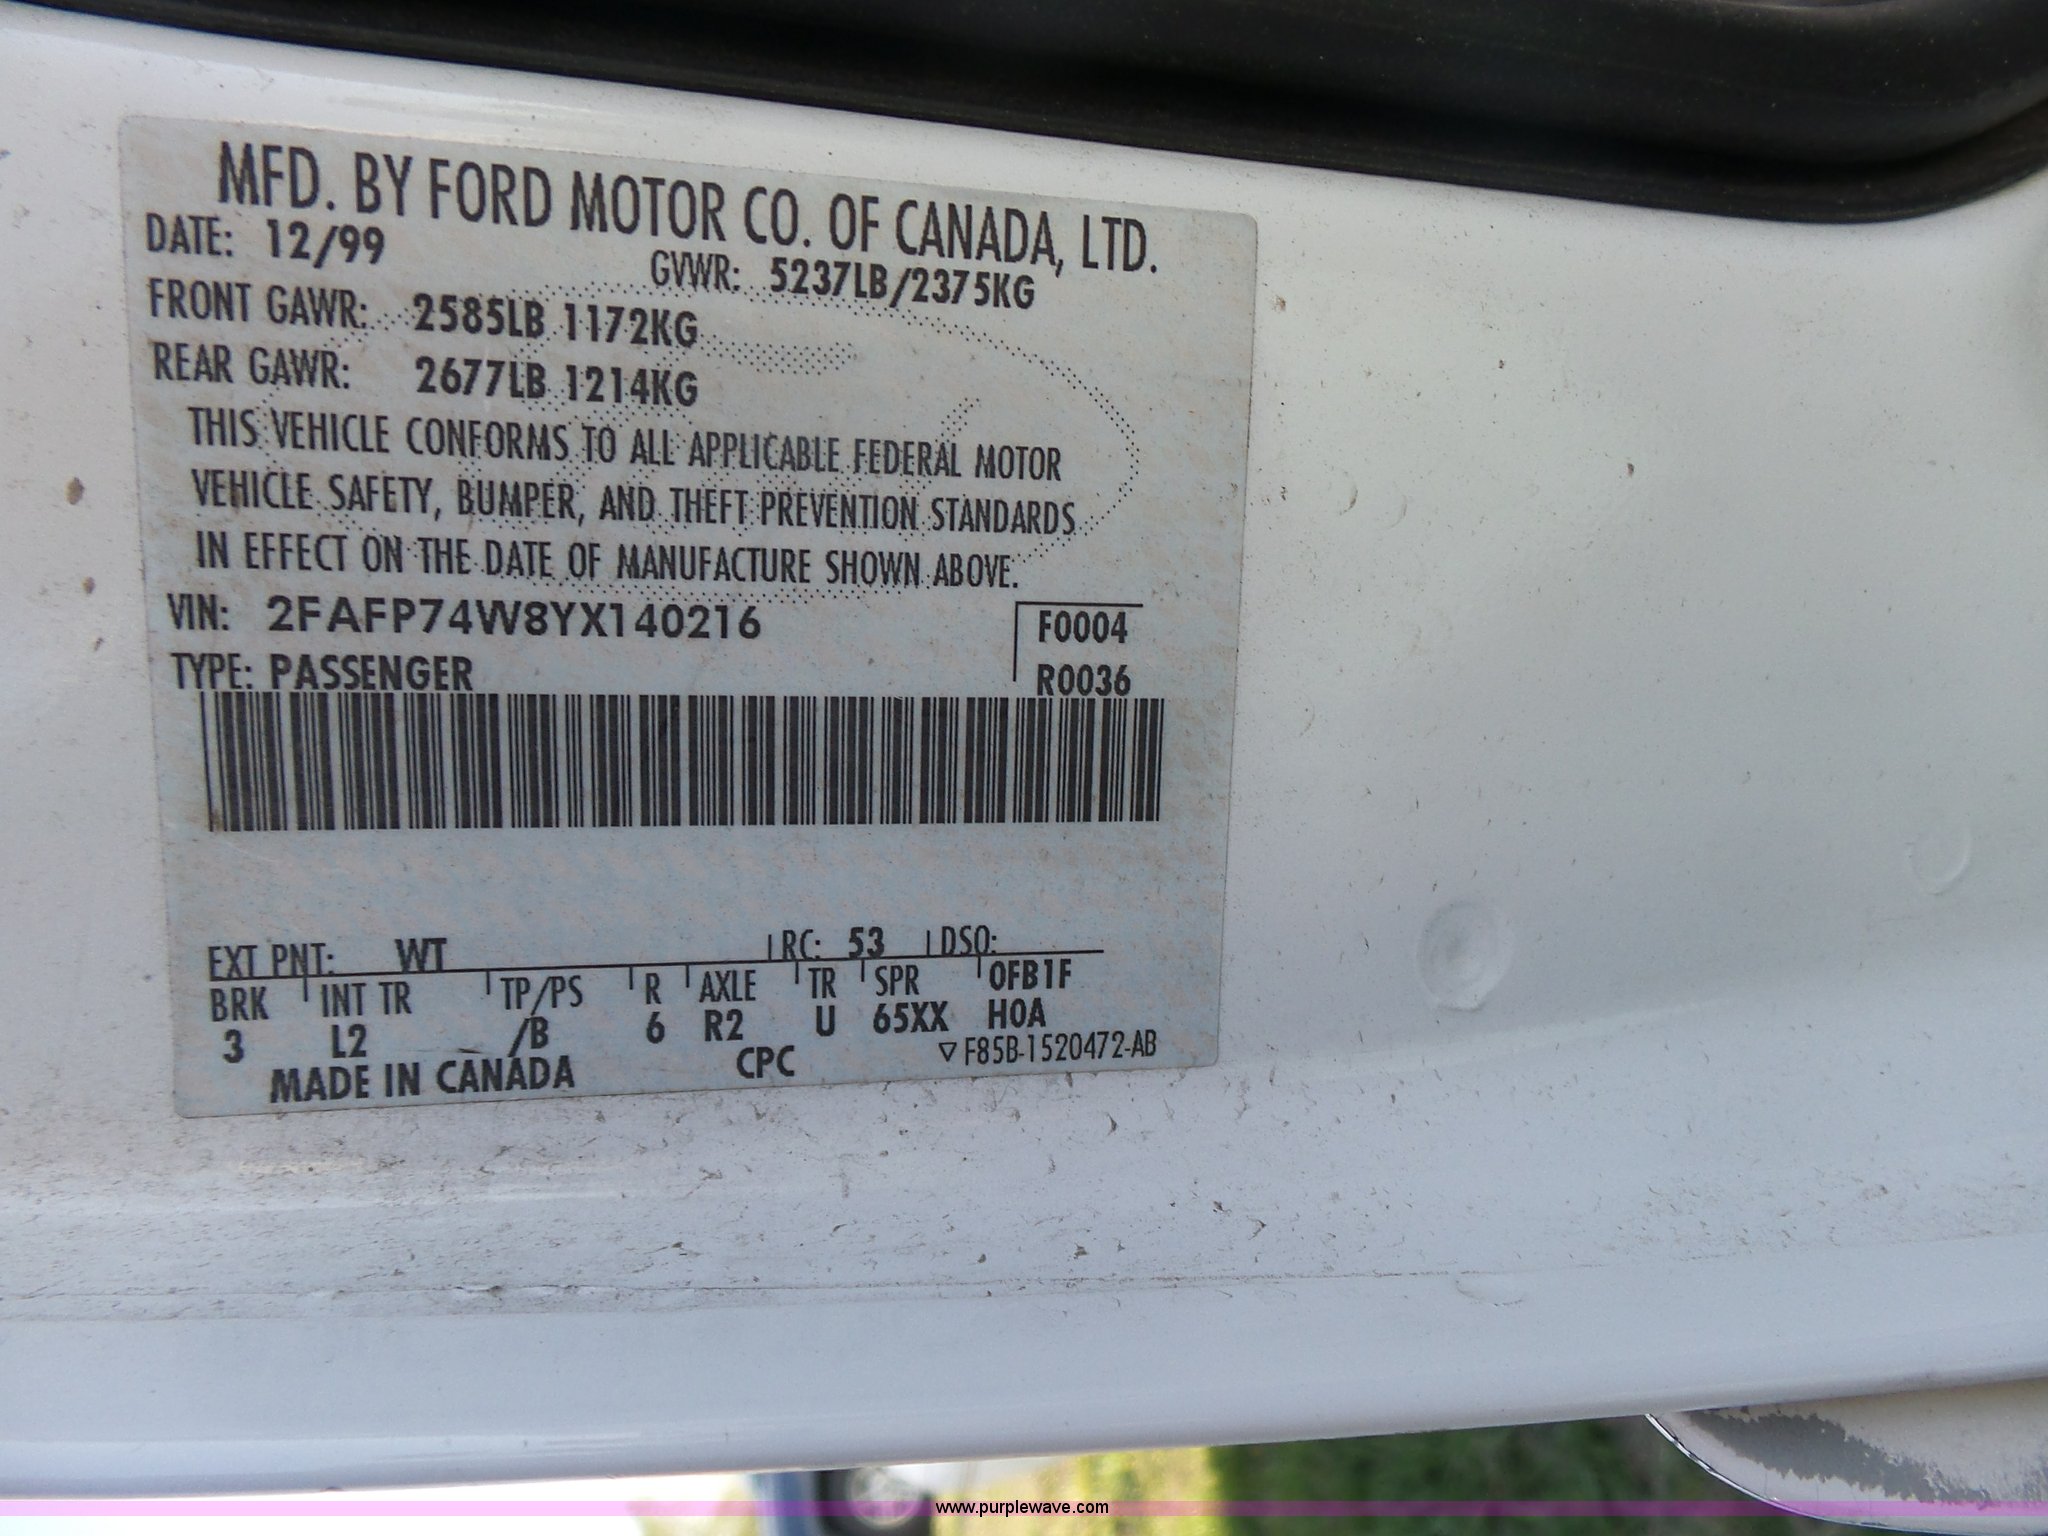 MFD. BY FORD MOTOR CO. OF CANADA, LTD.
DATE: 12/99
GVWR: 5237LB/2375KG
FRONT GAWR: 2585LB 1172KG
REAR GAWR: 2677LB 1214KG
THIS VEHICLE CONFORMS TO ALL APPLICABLE FEDERAL MOTOR
VEHICLE SAFETY, BUMPER, AND THEFT PREVENTION STANDARDS
IN EFFECT ON THE DATE OF MANUFACTURE SHOWN ABOVE.
VIN: 2FAFP74W8YX140216
F0004
TYPE: PASSENGER
R0036
EXT PNT: WT RC: 53 DSO:
BRK INT TR TP/PS R AXLE TR SPR 0FB1F
3 L2 /B 6 R2 U 65XX H0A
MADE IN CANADA CPC ▽ F85B-1520472-AB
www.purplewave.com